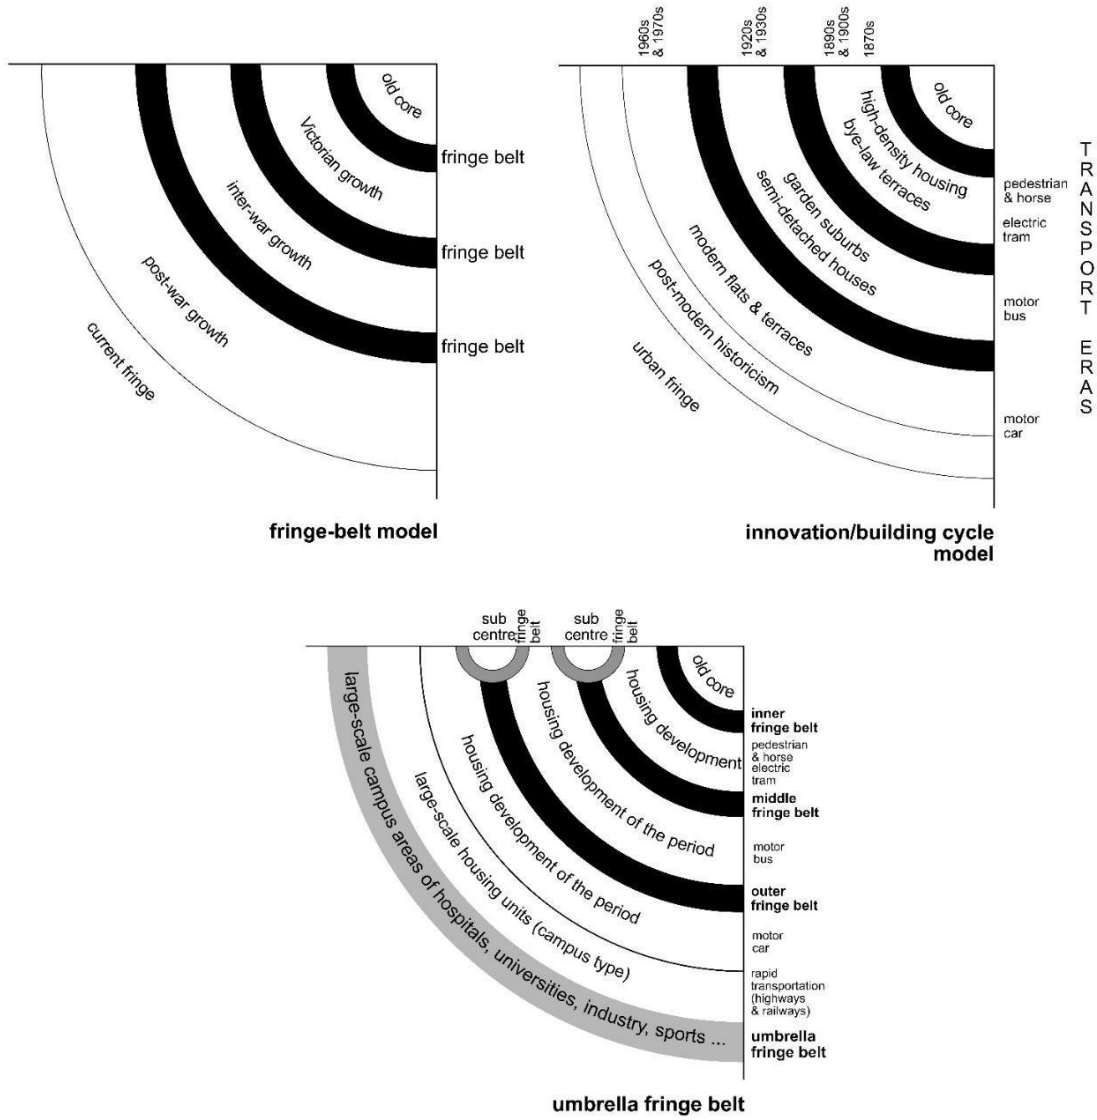 old core
Victorian growth
inter-war growth
post-war growth
current fringe
fringe belt
fringe belt
fringe belt
fringe-belt model
1960s
& 1970s
1920s
& 1930s
1890s
& 1900s
1870s
old core
high-density housing
bye-law terraces
garden suburbs
semi-detached houses
modern flats & terraces
post-modern historicism
urban fringe
pedestrian
& horse
electric
tram
motor
bus
motor
car
TRANSPORT ERAS
innovation/building cycle
model
sub
centre
fringe
belt
sub
centre
fringe
belt
old core
housing development
housing development of the period
housing development of the period
large-scale housing units (campus type)
large-scale campus areas of hospitals, universities, industry, sports ...
inner
fringe belt
pedestrian
& horse
electric
tram
middle
fringe belt
motor
bus
outer
fringe belt
motor
car
rapid
transportation
(highways
& railways)
umbrella
fringe belt
umbrella fringe belt